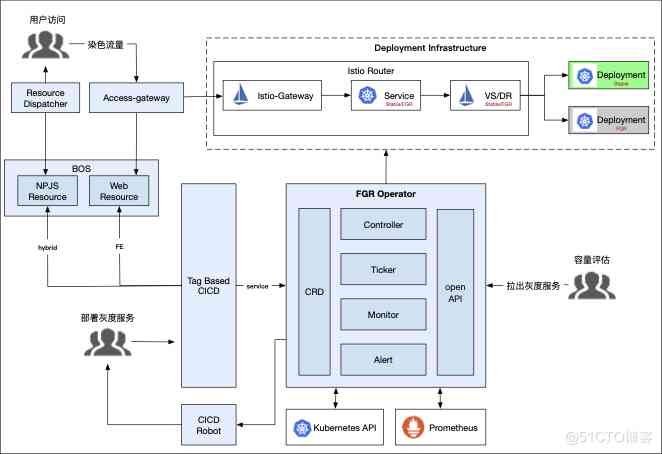 用户访问
染色流量
Resource
Dispatcher
Access-gateway
Deployment Infrastructure
Istio Router
Istio-Gateway
Service
Stable/FGR
VS/DR
Stable/FGR
Deployment
Stable
Deployment
FGR
BOS
NPJS
Resource
Web
Resource
hybrid
FE
Tag Based
CICD
service
FGR Operator
CRD
Controller
Ticker
Monitor
Alert
open
API
容量评估
拉出灰度服务
部署灰度服务
CICD
Robot
Kubernetes API
Prometheus
@51CTO博客